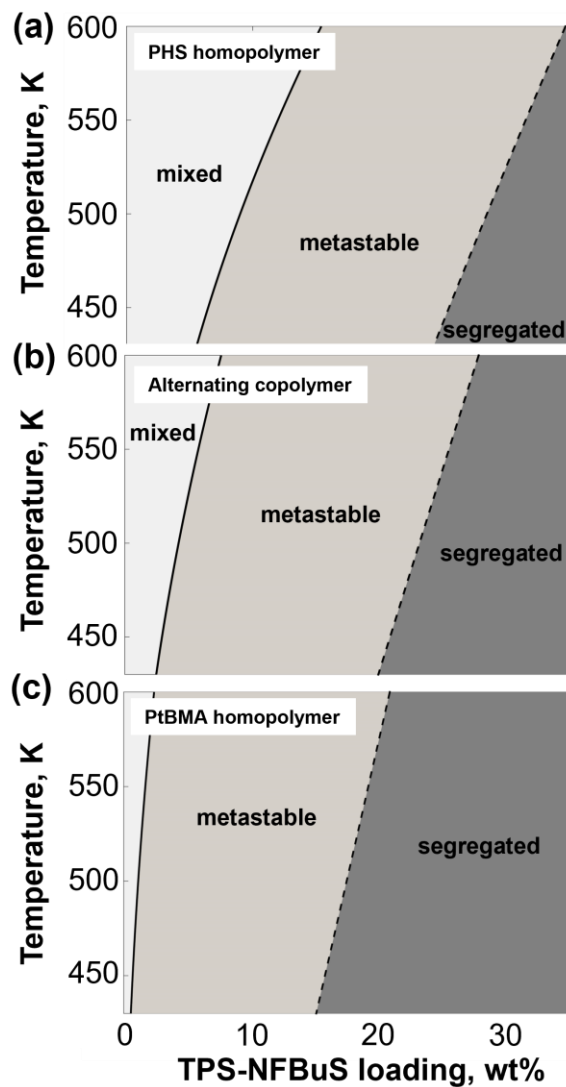 (a)
600
PHS homopolymer
550
mixed
500
metastable
450
segregated
Temperature, K
(b)
600
Alternating copolymer
550
mixed
metastable
500
segregated
450
Temperature, K
(c)
600
PtBMA homopolymer
550
metastable
segregated
500
450
Temperature, K
0 10 20 30
TPS-NFBuS loading, wt%